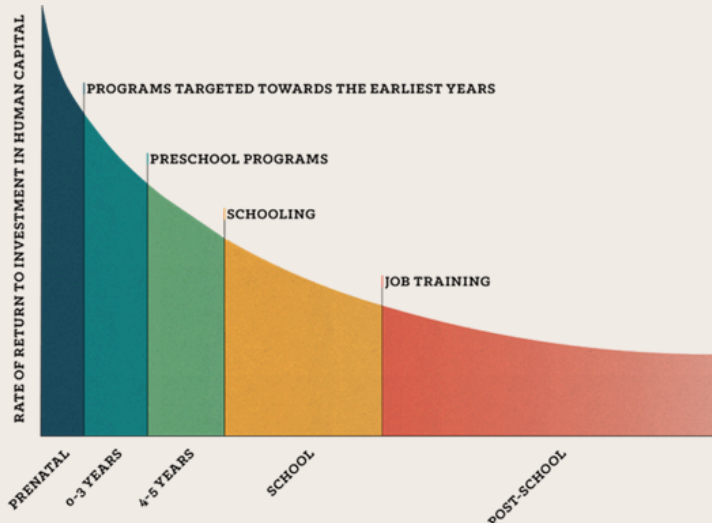 RATE OF RETURN TO INVESTMENT IN HUMAN CAPITAL
PROGRAMS TARGETED TOWARDS THE EARLIEST YEARS
PRESCHOOL PROGRAMS
SCHOOLING
JOB TRAINING
PRENATAL
0-3 YEARS
4-5 YEARS
SCHOOL
POST-SCHOOL